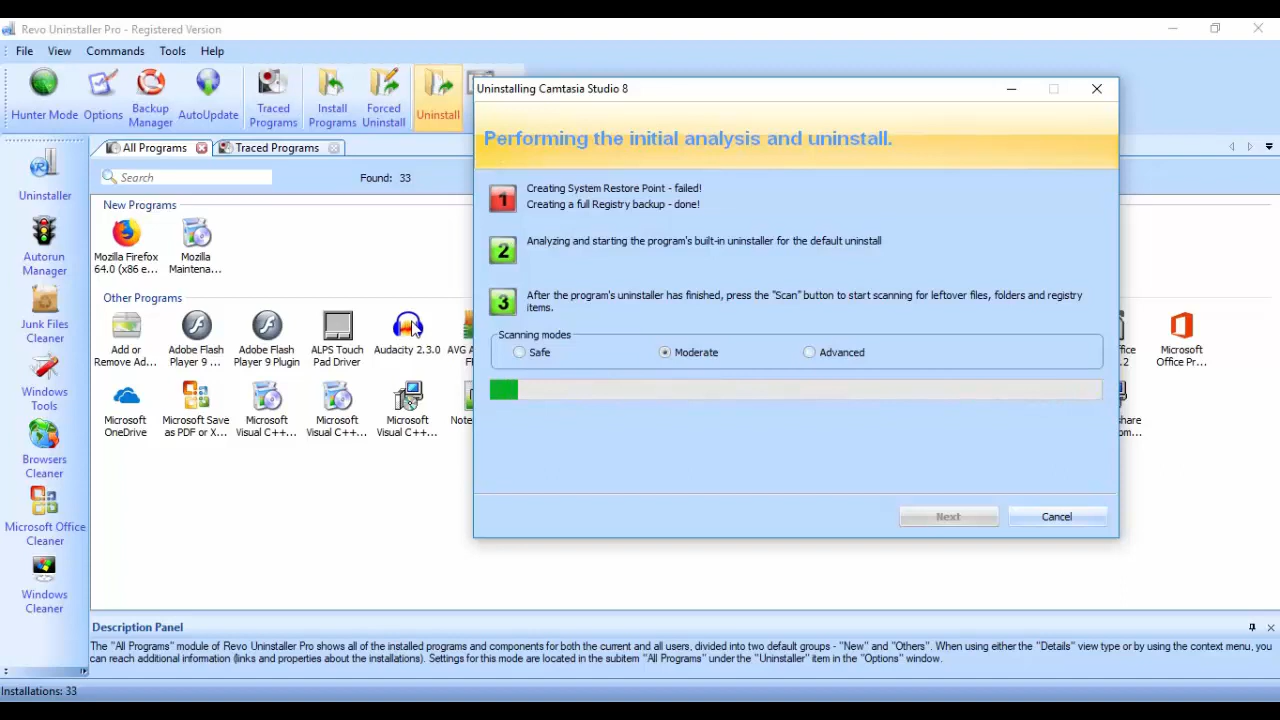 Revo Uninstaller Pro - Registered Version
File View Commands Tools Help
Hunter Mode
Options
Backup
Manager
AutoUpdate
Traced
Programs
Install
Programs
Forced
Uninstall
Uninstall
All Programs
Traced Programs
Search
Found: 33
Uninstaller
Autorun
Manager
Junk Files
Cleaner
Windows
Tools
Browsers
Cleaner
Microsoft Office
Cleaner
Windows
Cleaner
New Programs
Mozilla Firefox
64.0 (x86 e...
Mozilla
Maintena...
Other Programs
Add or
Remove Ad...
Adobe Flash
Player 9 ...
Adobe Flash
Player 9 Plugin
ALPS Touch
Pad Driver
Audacity 2.3.0
AVG A
Microsoft
Office Pr...
Microsoft
OneDrive
Microsoft Save
as PDF or X...
Microsoft
Visual C++...
Microsoft
Visual C++...
Microsoft
Visual C++...
Note
Uninstalling Camtasia Studio 8
Performing the initial analysis and uninstall.
1
Creating System Restore Point - failed!
Creating a full Registry backup - done!
2
Analyzing and starting the program's built-in uninstaller for the default uninstall
3
After the program's uninstaller has finished, press the "Scan" button to start scanning for leftover files, folders and registry
items.
Scanning modes
Safe
Moderate
Advanced
Next
Cancel
Description Panel
The "All Programs" module of Revo Uninstaller Pro shows all of the installed programs and components for both the current and all users, divided into two default groups - "New" and "Others". When using either the "Details" view type or by using the context menu, you
can reach additional information (links and properties about the installations). Settings for this mode are located in the subitem "All Programs" under the "Uninstaller" item in the "Options" window.
Installations: 33